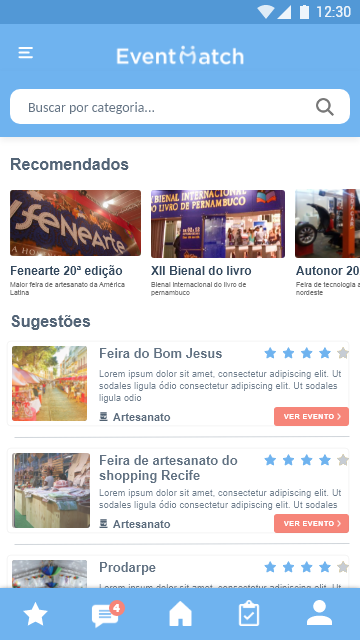 12:30
EventMatch
Buscar por categoria...
Recomendados
fenearte
A HO
BIENAL INTERNACIONAL
DO LIVRO DE PERNAMBUCO
Fenearte 20ª edição
XII Bienal do livro
Autonor 20
Maior feira de artesanato da América
Latina
Bienal internacional do livro de
pernambuco
Feira de tecnologia a
nordeste
Sugestões
Feira do Bom Jesus
Lorem ipsum dolor sit amet, consectetur adipiscing elit. Ut
sodales ligula ódio consectetur adipiscing elit. Ut sodales
ligula odio
Artesanato
VER EVENTO
Feira de artesanato do
shopping Recife
Lorem ipsum dolor sit amet, consectetur adipiscing elit. Ut
sodales ligula ódio consectetur adipiscing elit. Ut sodales
Artesanato
VER EVENTO
Prodarpe
Lorem ipsum dolor sit amet, consectetur adipiscing elit. Ut
4